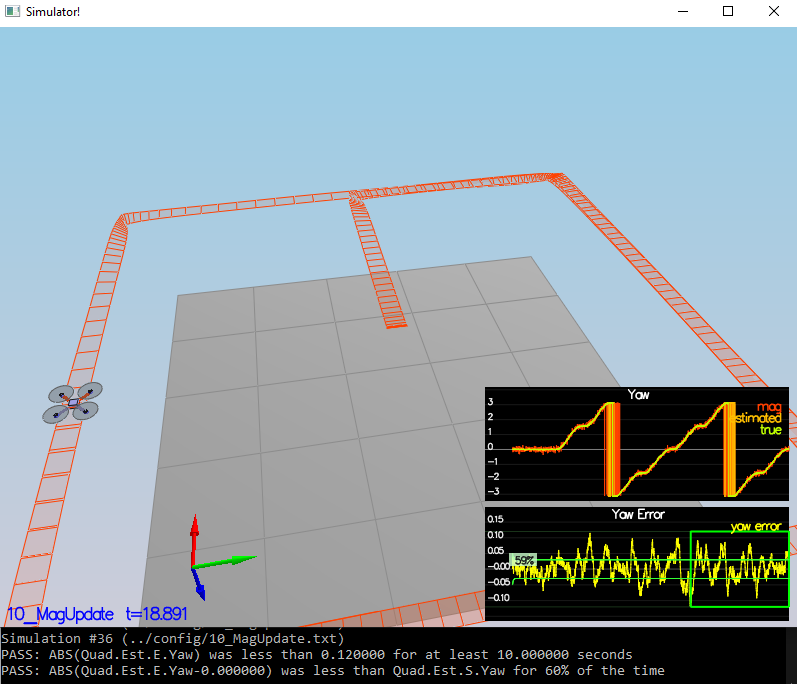 Simulator!
Yaw
3
2
1
0
−1
−2
−3
mag
stimated
true
Yaw Error
0.15
0.10
0.05
−0.00
−0.05
−0.10
yaw error
59%
10_MagUpdate t=18.891
Simulation #36 (../config/10_MagUpdate.txt)
PASS: ABS(Quad.Est.E.Yaw) was less than 0.120000 for at least 10.000000 seconds
PASS: ABS(Quad.Est.E.Yaw-0.000000) was less than Quad.Est.S.Yaw for 60% of the time